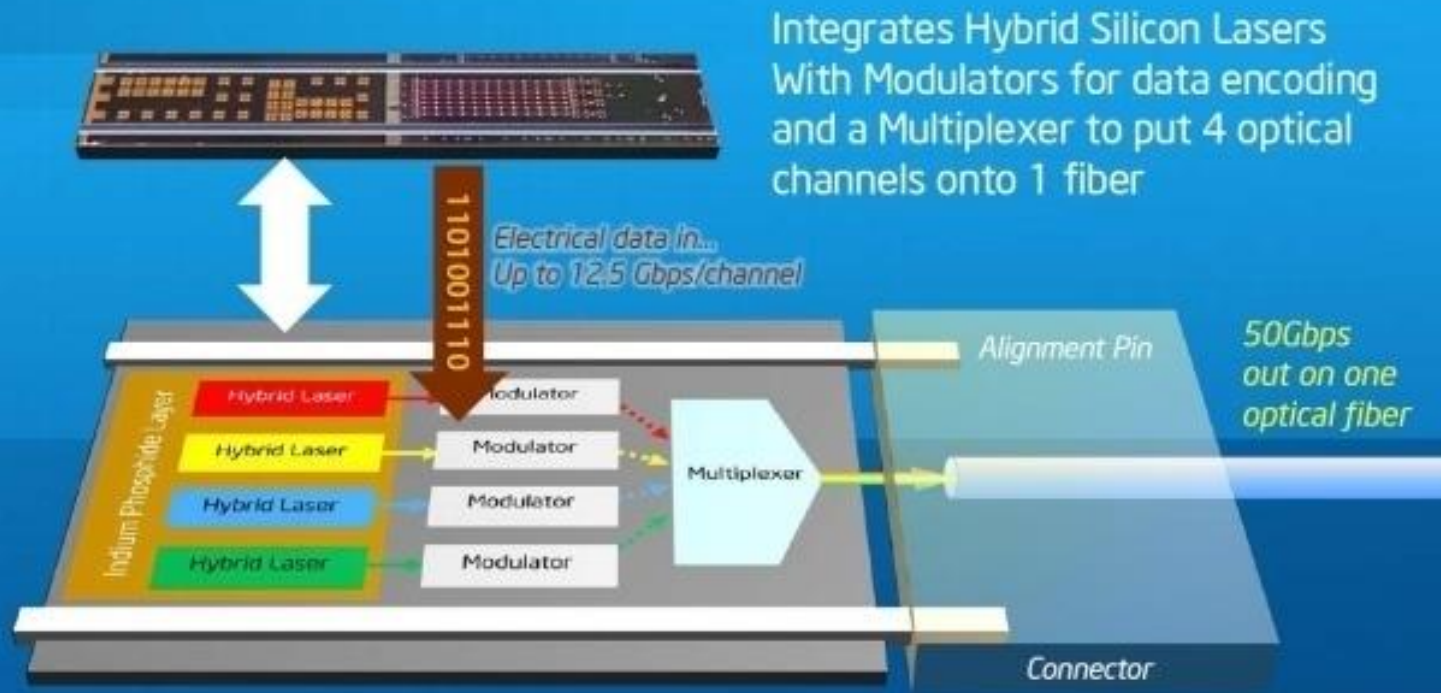 Integrates Hybrid Silicon Lasers
With Modulators for data encoding
and a Multiplexer to put 4 optical
channels onto 1 fiber
1101001110
Electrical data in...
Up to 12.5 Gbps/channel
Alignment Pin
50Gbps
out on one
optical fiber
Indium Phosphide Layer
Hybrid Laser
Modulator
Hybrid Laser
Modulator
Hybrid Laser
Modulator
Hybrid Laser
Modulator
Multiplexer
Connector